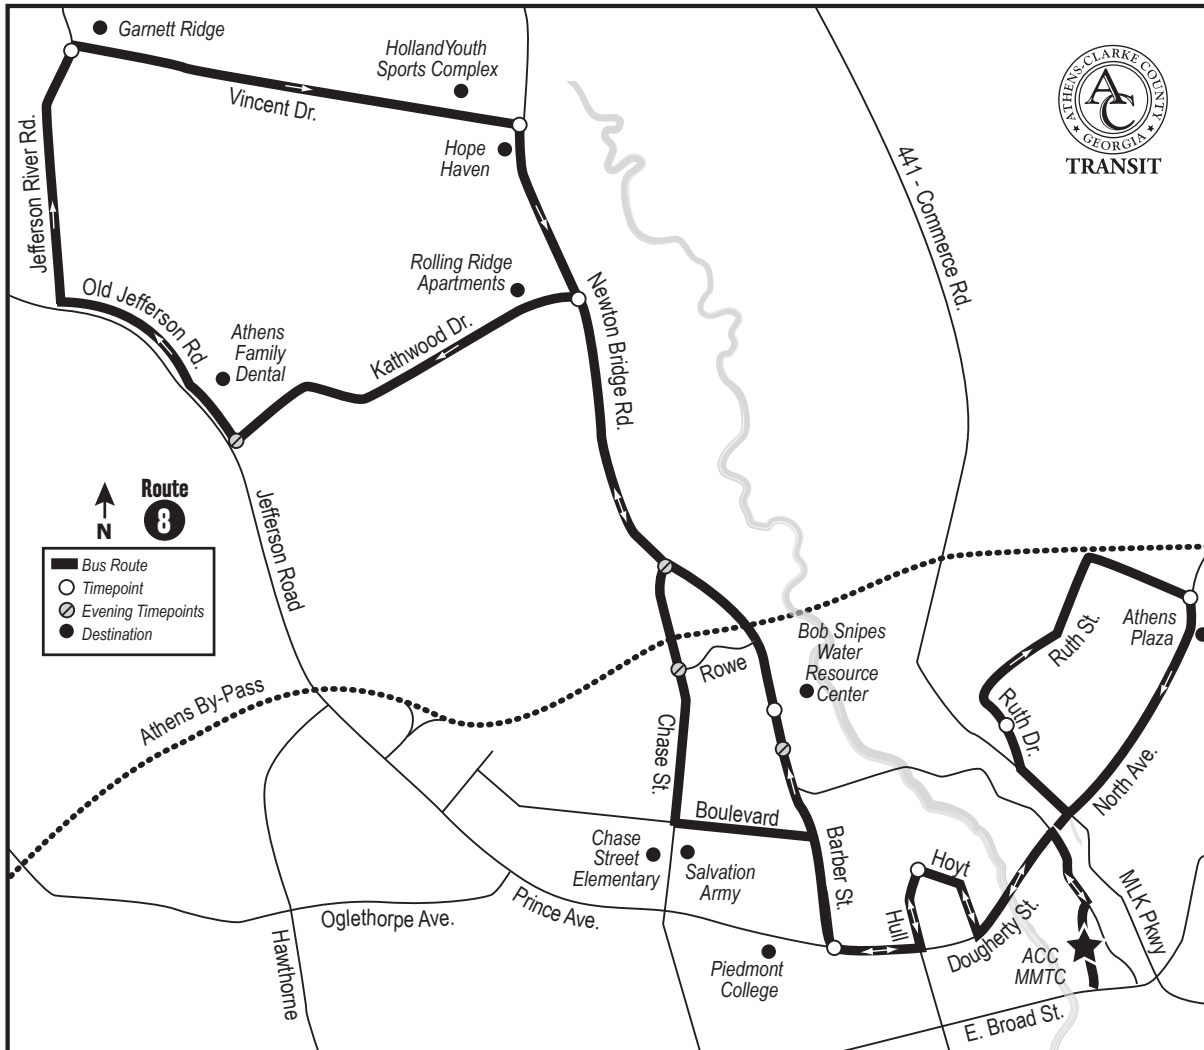 Garnett Ridge
HollandYouth
Sports Complex
Vincent Dr.
Hope
Haven
ATHENS-CLARKE COUNTY
AC
GEORGIA
TRANSIT
Jefferson River Rd.
441 - Commerce Rd.
Rolling Ridge
Apartments
Old Jefferson Rd.
Athens
Family
Dental
Kathwood Dr.
Newton Bridge Rd.
Route
8
N
Bus Route
Timepoint
Evening Timepoints
Destination
Jefferson Road
Athens By-Pass
Rowe
Bob Snipes
Water
Resource
Center
Ruth St.
Athens
Plaza
Ruth Dr.
North Ave.
Chase St.
Boulevard
Chase
Street
Elementary
Salvation
Army
Barber St.
Hoyt
Hull
Dougherty St.
MLK Pkwy
Oglethorpe Ave.
Prince Ave.
Hawthorne
Piedmont
College
ACC
MMTC
E. Broad St.